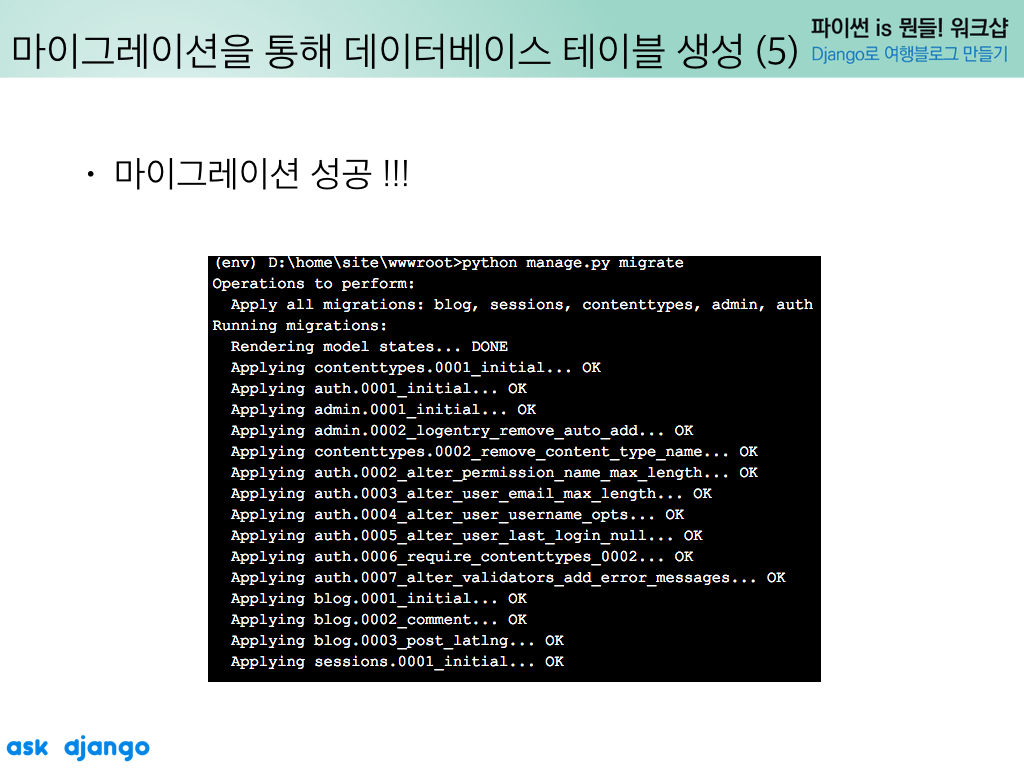 마이그레이션을 통해 데이터베이스 테이블 생성 (5)
파이썬 is 뭔들! 워크샵
Django로 여행블로그 만들기
• 마이그레이션 성공 !!!
(env) D:\home\site\wwwroot>python manage.py migrate
Operations to perform:
  Apply all migrations: blog, sessions, contenttypes, admin, auth
Running migrations:
  Rendering model states... DONE
  Applying contenttypes.0001_initial... OK
  Applying auth.0001_initial... OK
  Applying admin.0001_initial... OK
  Applying admin.0002_logentry_remove_auto_add... OK
  Applying contenttypes.0002_remove_content_type_name... OK
  Applying auth.0002_alter_permission_name_max_length... OK
  Applying auth.0003_alter_user_email_max_length... OK
  Applying auth.0004_alter_user_username_opts... OK
  Applying auth.0005_alter_user_last_login_null... OK
  Applying auth.0006_require_contenttypes_0002... OK
  Applying auth.0007_alter_validators_add_error_messages... OK
  Applying blog.0001_initial... OK
  Applying blog.0002_comment... OK
  Applying blog.0003_post_latlng... OK
  Applying sessions.0001_initial... OK
ask django